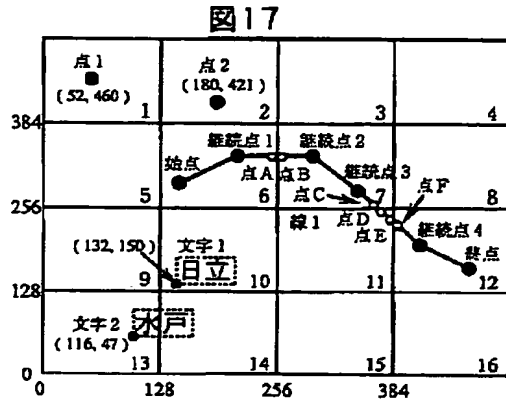 図17
点1
(52,460)
1
点2
(180,421)
2
3
4
384
始点
5
継続点1
点A
点B
6
継続点2
継続点3
7
点C
点D
点E
点F
8
256
線1
継続点4
終点
(132,150)
文字1
日立
9
10
11
12
128
文字2
水戸
(116,47)
13
14
15
16
0
128
256
384